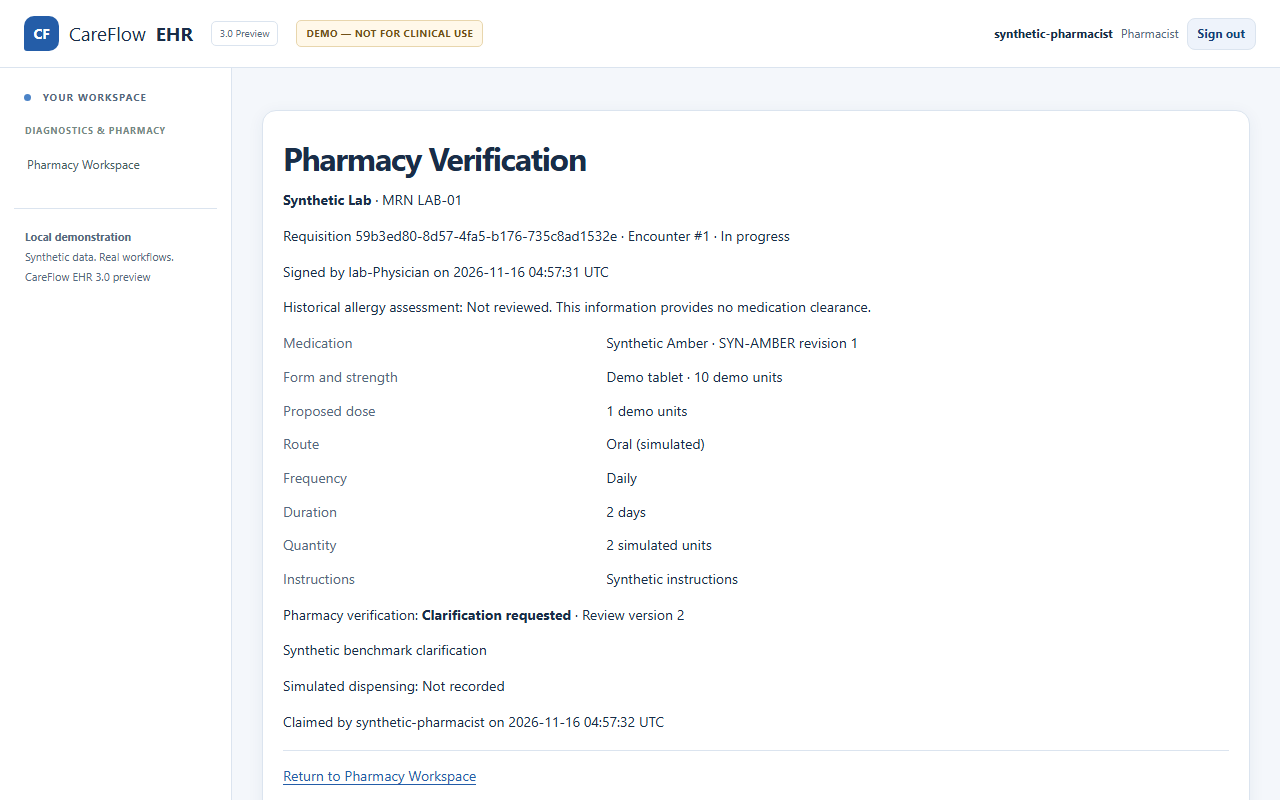 CF CareFlow EHR 3.0 Preview DEMO — NOT FOR CLINICAL USE synthetic-pharmacist Pharmacist Sign out
YOUR WORKSPACE
DIAGNOSTICS & PHARMACY
Pharmacy Workspace
Local demonstration
Synthetic data. Real workflows.
CareFlow EHR 3.0 preview
Pharmacy Verification
Synthetic Lab · MRN LAB-01
Requisition 59b3ed80-8d57-4fa5-b176-735c8ad1532e · Encounter #1 · In progress
Signed by lab-Physician on 2026-11-16 04:57:31 UTC
Historical allergy assessment: Not reviewed. This information provides no medication clearance.
Medication Synthetic Amber · SYN-AMBER revision 1
Form and strength Demo tablet · 10 demo units
Proposed dose 1 demo units
Route Oral (simulated)
Frequency Daily
Duration 2 days
Quantity 2 simulated units
Instructions Synthetic instructions
Pharmacy verification: Clarification requested · Review version 2
Synthetic benchmark clarification
Simulated dispensing: Not recorded
Claimed by synthetic-pharmacist on 2026-11-16 04:57:32 UTC
Return to Pharmacy Workspace